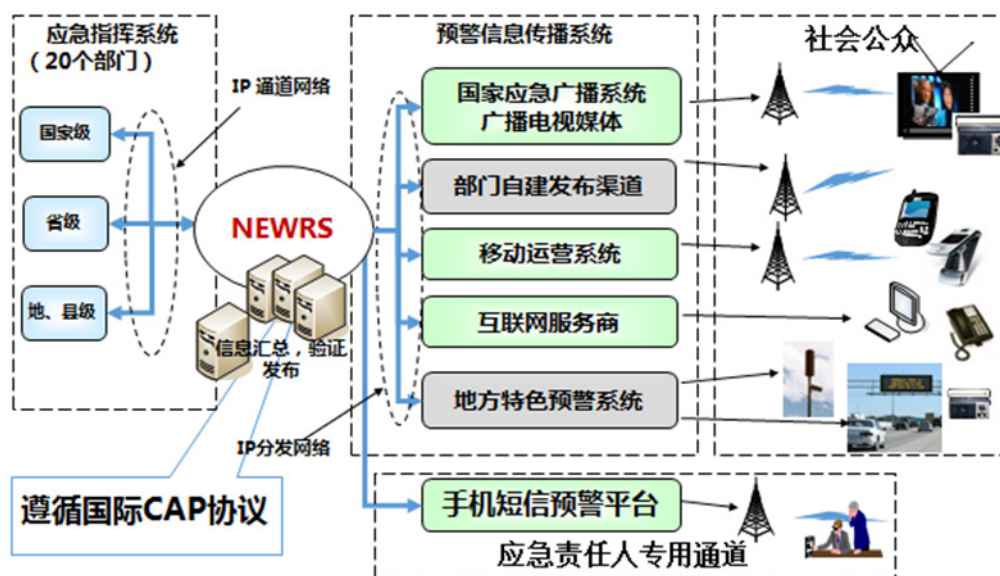 应急指挥系统
（20个部门）
国家级
省级
地、县级
IP 通道网络
NEWRS
信息汇总，验证
发布
IP分发网络
遵循国际CAP协议
预警信息传播系统
国家应急广播系统
广播电视媒体
部门自建发布渠道
移动运营系统
互联网服务商
地方特色预警系统
社会公众
手机短信预警平台
应急责任人专用通道